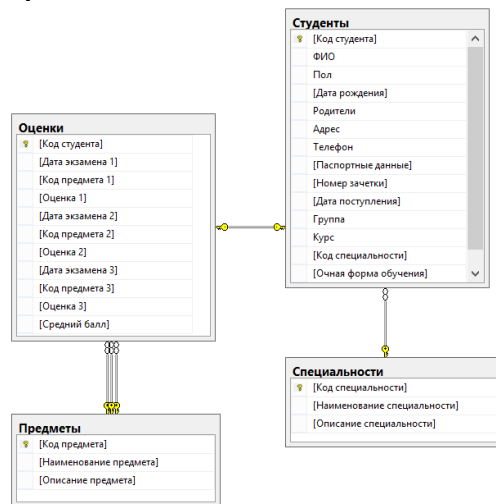 Студенты
[Код студента]
ФИО
Пол
[Дата рождения]
Родители
Адрес
Телефон
[Паспортные данные]
[Номер зачетки]
[Дата поступления]
Группа
Курс
[Код специальности]
[Очная форма обучения]
Оценки
[Код студента]
[Дата экзамена 1]
[Код предмета 1]
[Оценка 1]
[Дата экзамена 2]
[Код предмета 2]
[Оценка 2]
[Дата экзамена 3]
[Код предмета 3]
[Оценка 3]
[Средний балл]
Специальности
[Код специальности]
[Наименование специальности]
[Описание специальности]
Предметы
[Код предмета]
[Наименование предмета]
[Описание предмета]